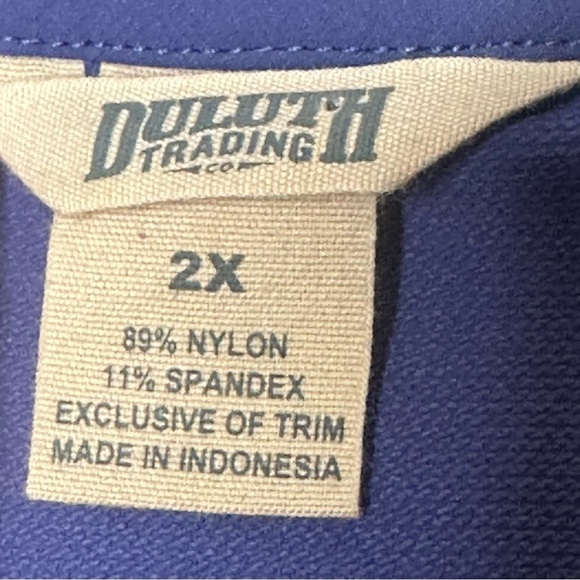 DULUTH
TRADING
CO
2X
89% NYLON
11% SPANDEX
EXCLUSIVE OF TRIM
MADE IN INDONESIA